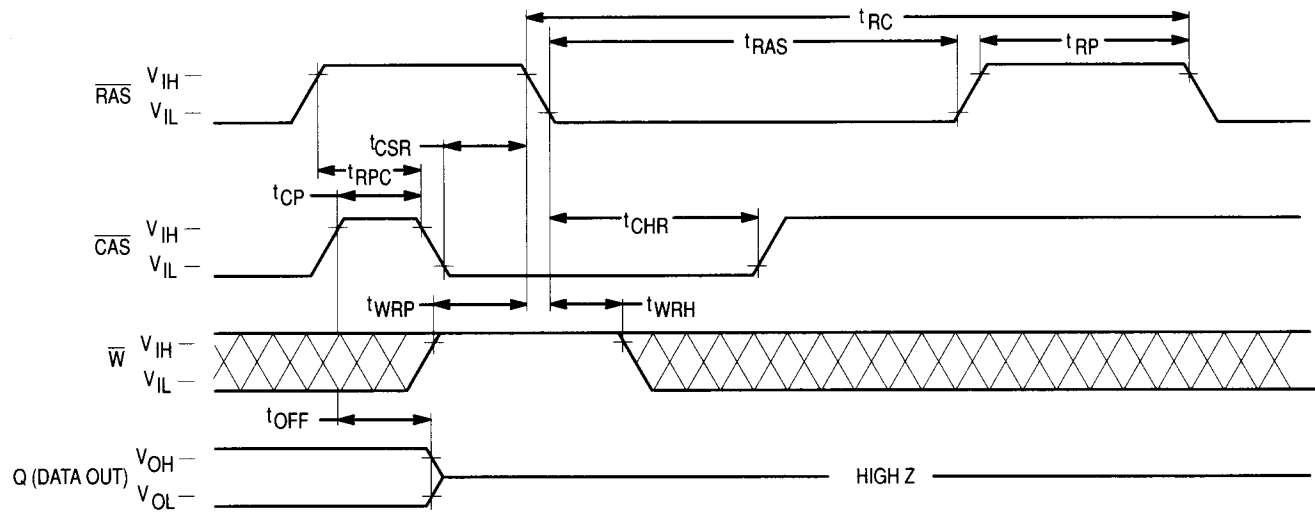 tRC
tRAS
tRP
RAS
VIH
VIL
tCSR
tRPC
tCP
tCHR
CAS
VIH
VIL
tWRP
tWRH
W
VIH
VIL
tOFF
Q (DATA OUT)
VOH
VOL
HIGH Z